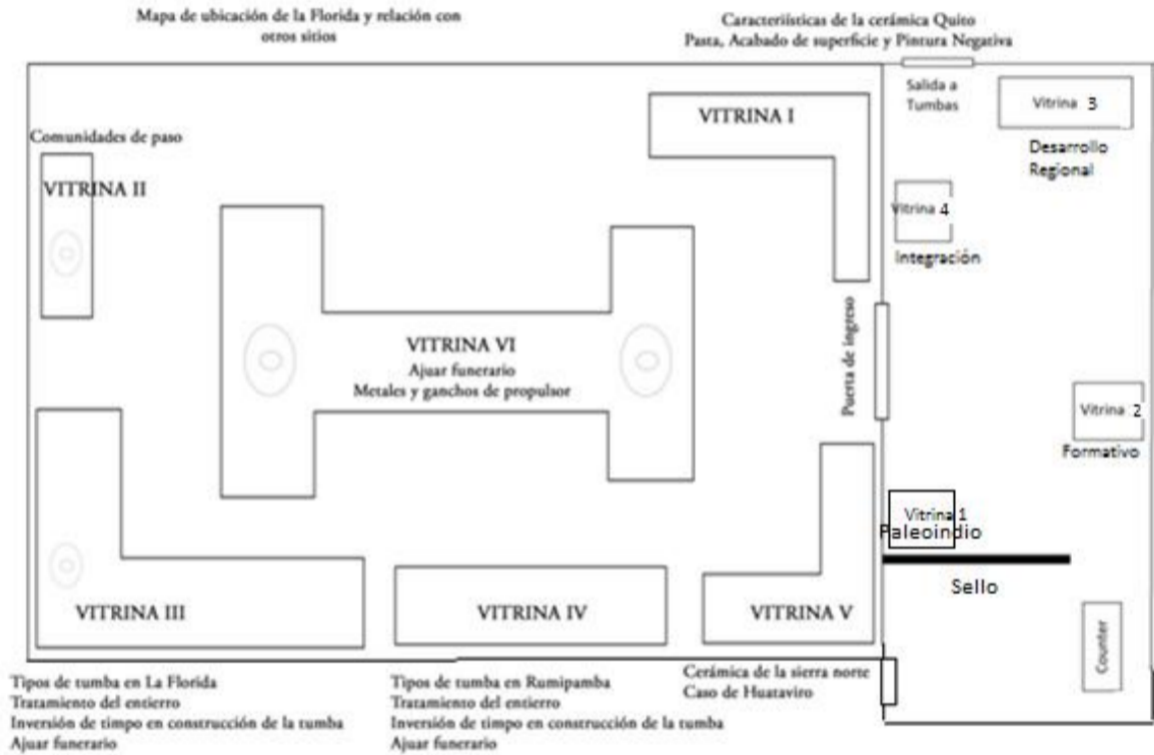 Mapa de ubicación de la Florida y relación con
otros sitios
Caracteriísticas de la cerámica Quito
Pasta, Acabado de superficie y Pintura Negativa
VITRINA I
Salida a
Tumbas
Vitrina 3
Desarrollo
Regional
Comunidades de paso
VITRINA II
Vitrina 4
Integración
VITRINA VI
Ajuar funerario
Metales y ganchos de propulsor
Puerta de ingreso
Vitrina 2
Formativo
Vitrina 1
Paleoindio
Sello
VITRINA III
VITRINA IV
VITRINA V
Counter
Tipos de tumba en La Florida
Tratamiento del entierro
Inversión de timpo en construcción de la tumba
Ajuar funerario
Tipos de tumba en Rumipamba
Tratamiento del entierro
Inversión de timpo en construcción de la tumba
Ajuar funerario
Cerámica de la sierra norte
Caso de Huataviro